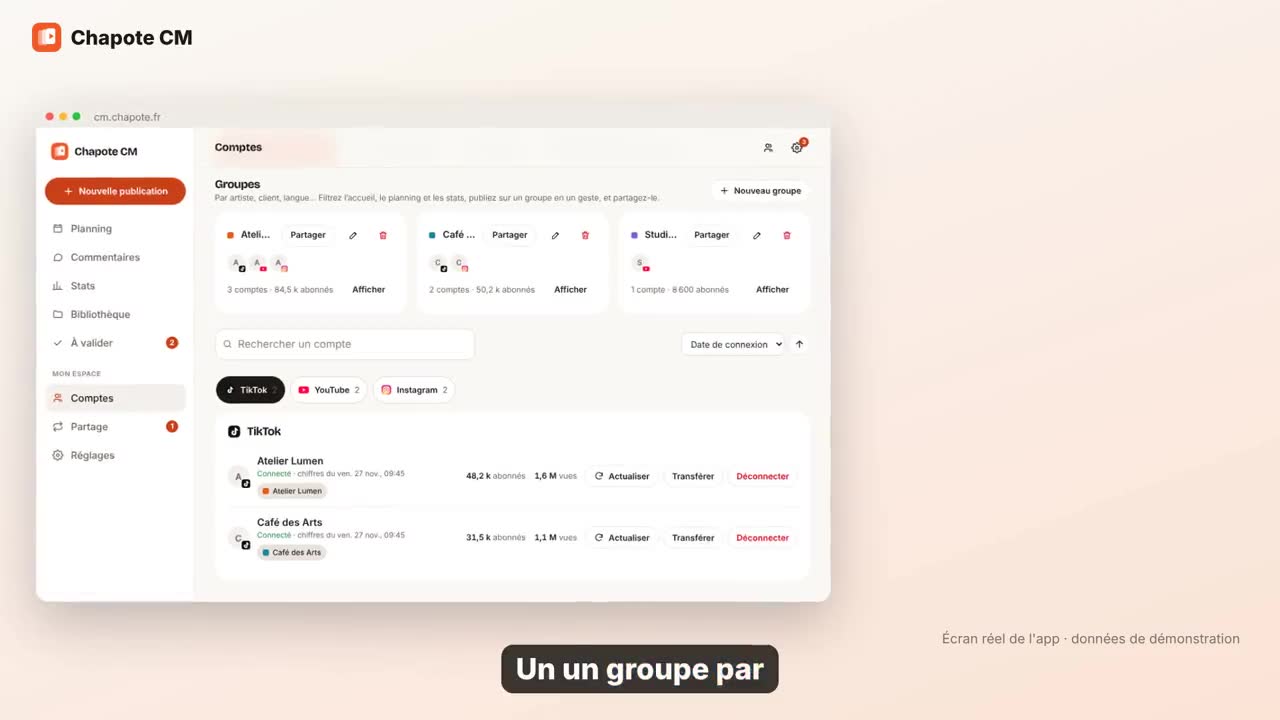 Chapote CM
cm.chapote.fr
Chapote CM
Nouvelle publication
Planning
Commentaires
Stats
Bibliothèque
À valider 2
MON ESPACE
Comptes
Partage 1
Réglages
Comptes
3
Groupes
Par artiste, client, langue... Filtrez l'accueil, le planning et les stats, publiez sur un groupe en un geste, et partagez-le.
+ Nouveau groupe
Ateli... Partager
A A A
3 comptes · 84,5 k abonnés Afficher
Café ... Partager
C C
2 comptes · 50,2 k abonnés Afficher
Studi... Partager
S
1 compte · 8 600 abonnés Afficher
Rechercher un compte
Date de connexion
TikTok 2
YouTube 2
Instagram 2
TikTok
A
Atelier Lumen
Connecté · chiffres du ven. 27 nov., 09:45
Atelier Lumen
48,2 k abonnés 1,6 M vues Actualiser Transférer Déconnecter
C
Café des Arts
Connecté · chiffres du ven. 27 nov., 09:45
Café des Arts
31,5 k abonnés 1,1 M vues Actualiser Transférer Déconnecter
Écran réel de l'app · données de démonstration
Un un groupe par